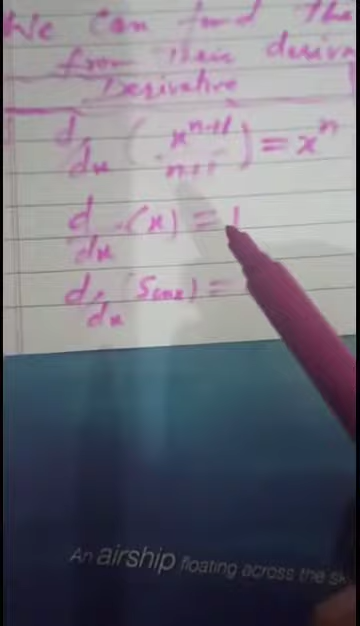 We Can find The
from Their deriva
Derivative
d/dx (x^(n+1)/(n+1)) = x^n
d/dx (x) = 1
d/dx (Sinx) =
An airship floating across the sk